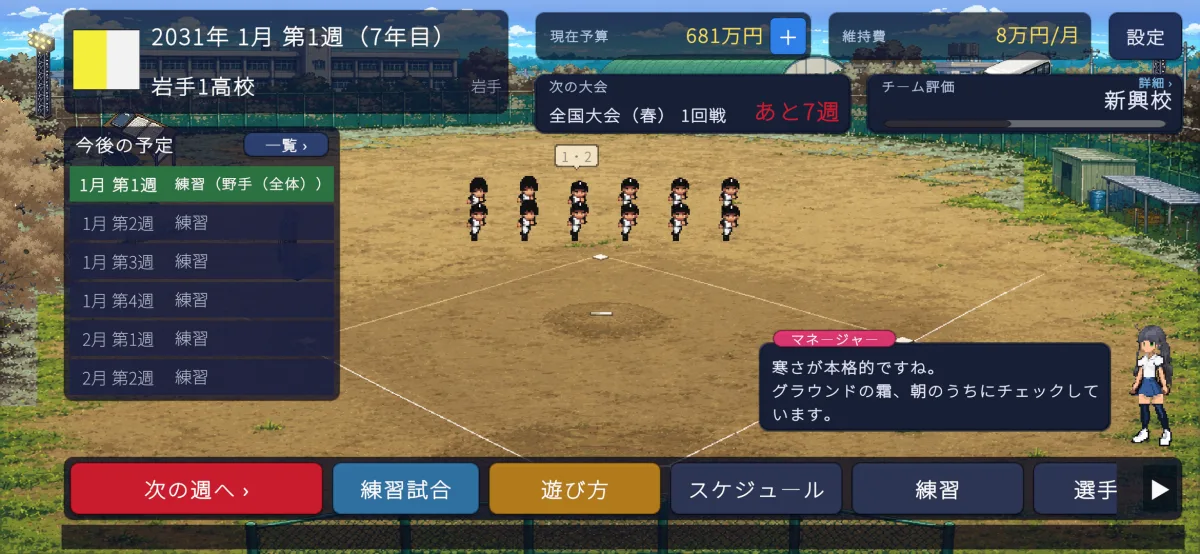 2031年 1月 第1週（7年目）
岩手1高校
岩手
現在予算
681万円
+
維持費
8万円/月
設定
次の大会
全国大会（春） 1回戦
あと7週
チーム評価
詳細 ›
新興校
今後の予定
一覧 ›
1月 第1週 練習（野手（全体））
1月 第2週 練習
1月 第3週 練習
1月 第4週 練習
2月 第1週 練習
2月 第2週 練習
1・2
マネージャー
寒さが本格的ですね。
グラウンドの霜、朝のうちにチェックして
います。
次の週へ ›
練習試合
遊び方
スケジュール
練習
選手